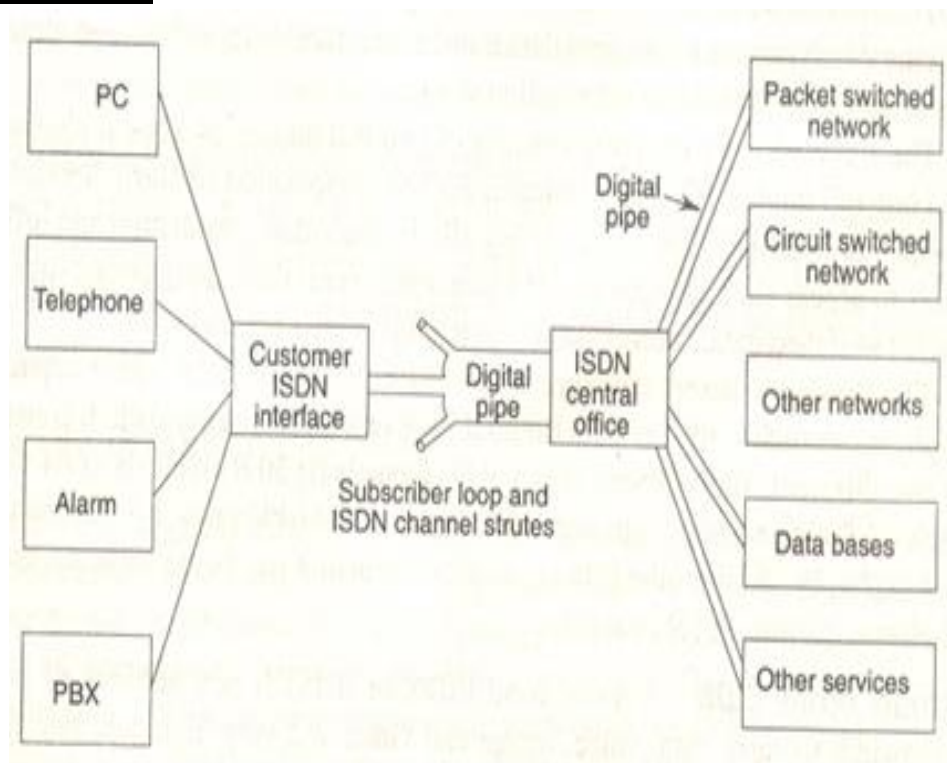 PC
Telephone
Alarm
PBX
Customer
ISDN
interface
Digital
pipe
Subscriber loop and
ISDN channel strutes
ISDN
central
office
Digital
pipe
Packet switched
network
Circuit switched
network
Other networks
Data bases
Other services